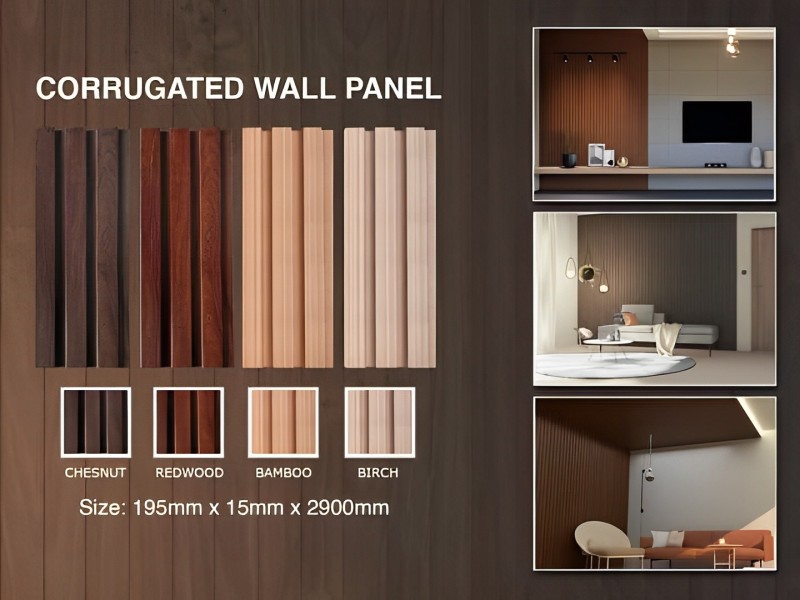 CORRUGATED WALL PANEL
CHESNUT REDWOOD BAMBOO BIRCH
Size: 195mm x 15mm x 2900mm